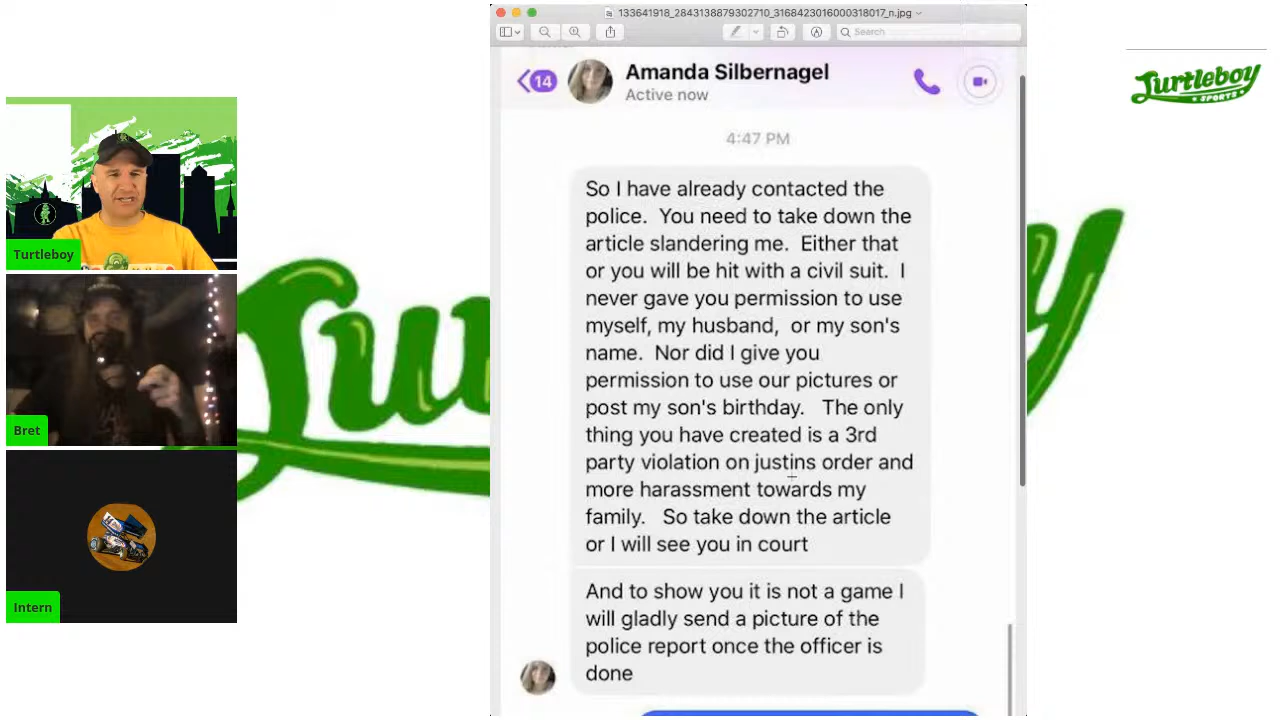 133641918_2843138879302710_3168423016000318017_n.jpg
Search
14
Amanda Silbernagel
Active now
4:47 PM
So I have already contacted the
police. You need to take down the
article slandering me. Either that
or you will be hit with a civil suit. I
never gave you permission to use
myself, my husband, or my son's
name. Nor did I give you
permission to use our pictures or
post my son's birthday. The only
thing you have created is a 3rd
party violation on justins order and
more harassment towards my
family. So take down the article
or I will see you in court
And to show you it is not a game I
will gladly send a picture of the
police report once the officer is
done
Turtleboy
Bret
Intern
Turtleboy
SPORTS